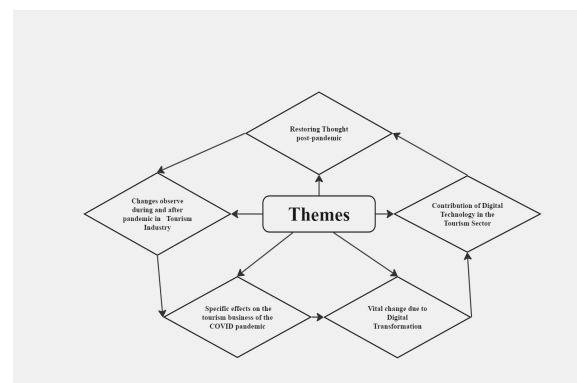 Restoring Thought
post-pandemic
Changes observe
during and after
pandemic in Tourism
Industry
Themes
Contribution of Digital
Technology in the
Tourism Sector
Specific effects on the
tourism business of the
COVID pandemic
Vital change due to
Digital
Transformation